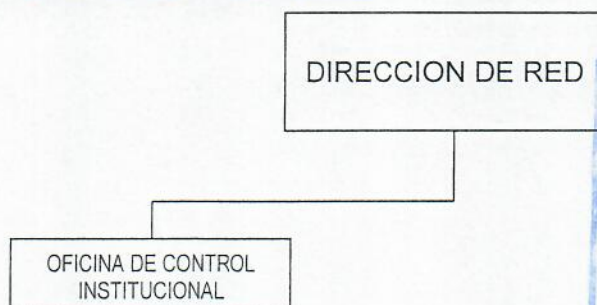 DIRECCION DE RED
OFICINA DE CONTROL
INSTITUCIONAL